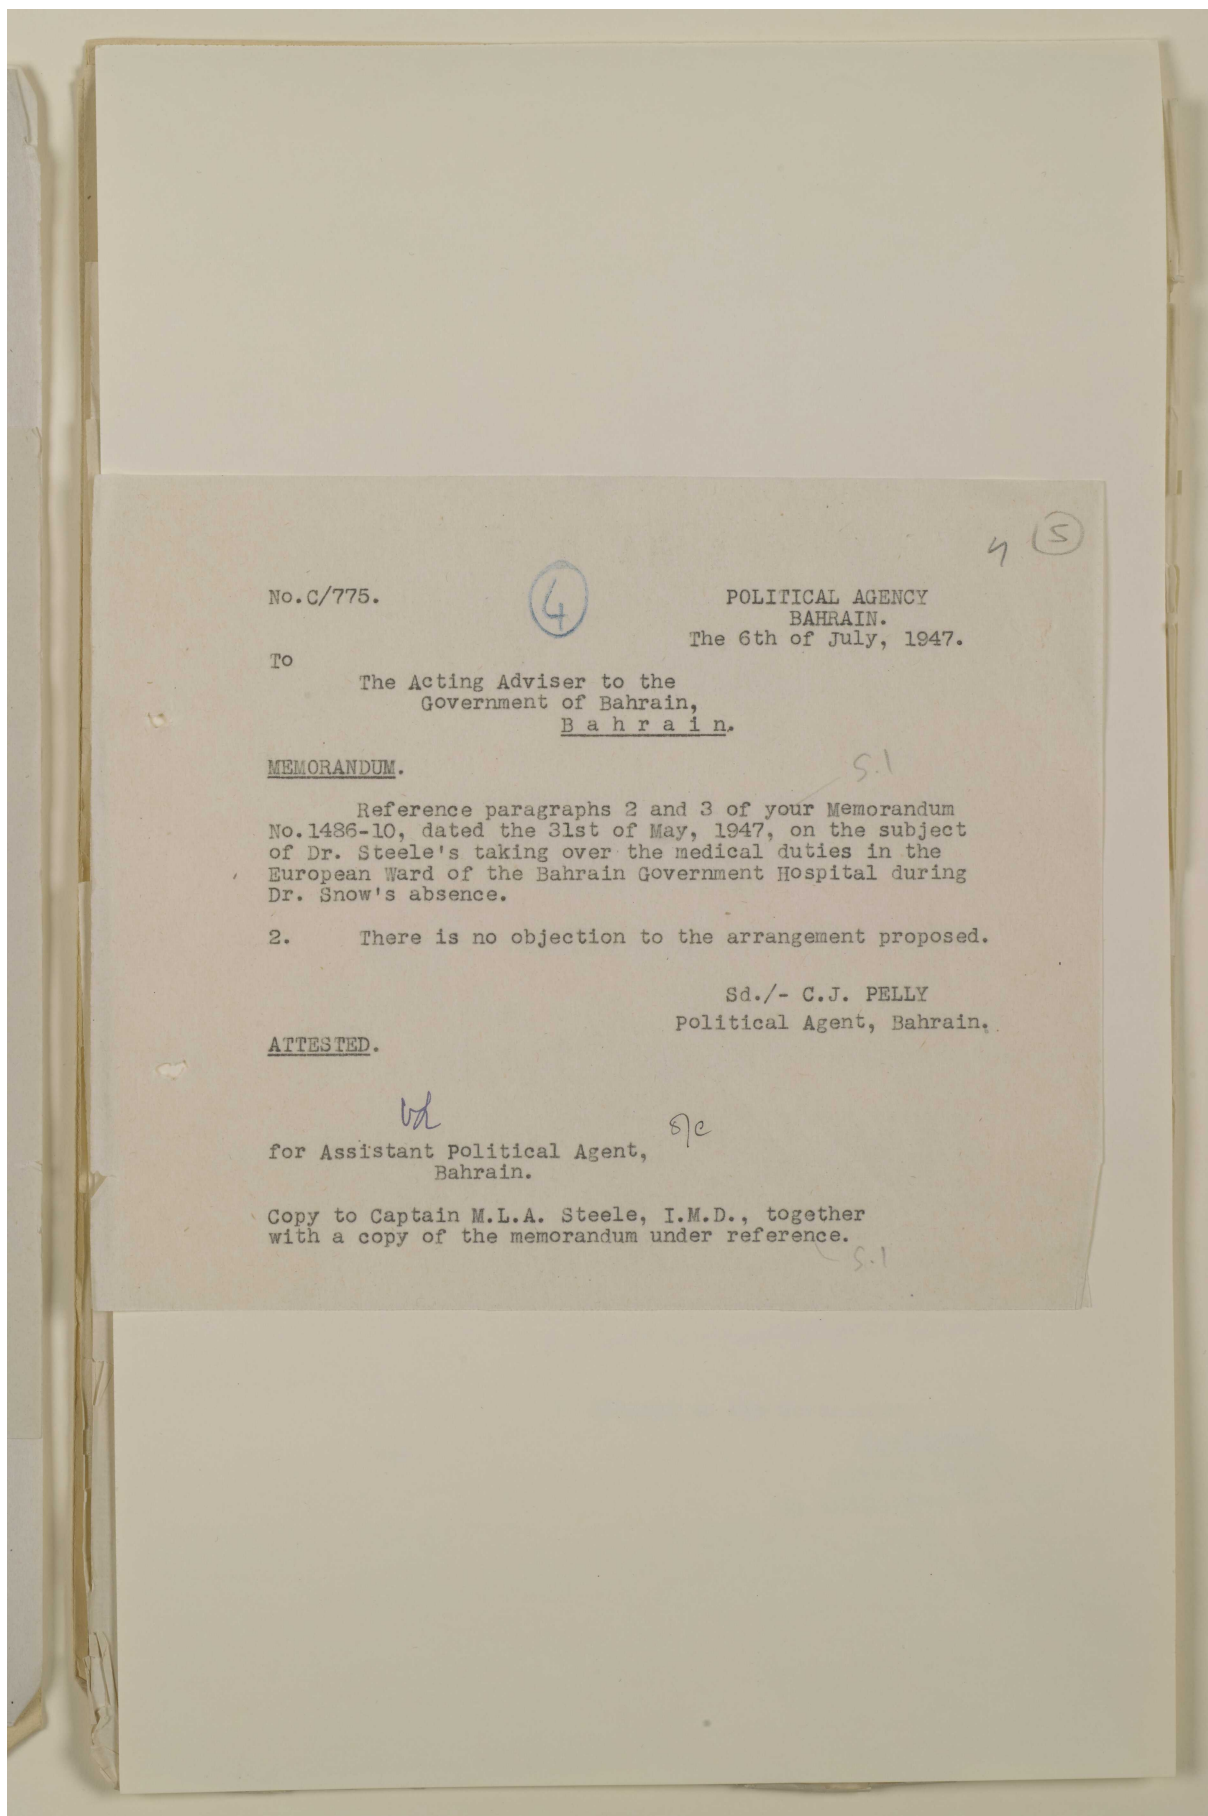 4 5
No.C/775. 4 POLITICAL AGENCY
BAHRAIN.
The 6th of July, 1947.
To
The Acting Adviser to the
Government of Bahrain,
B a h r a i n.
MEMORANDUM.
S.1
Reference paragraphs 2 and 3 of your Memorandum
No.1486-10, dated the 31st of May, 1947, on the subject
of Dr. Steele's taking over the medical duties in the
European Ward of the Bahrain Government Hospital during
Dr. Snow's absence.
2. There is no objection to the arrangement proposed.
Sd./- C.J. PELLY
Political Agent, Bahrain.
ATTESTED.
for Assistant Political Agent,
Bahrain.
Copy to Captain M.L.A. Steele, I.M.D., together
with a copy of the memorandum under reference.
S.1